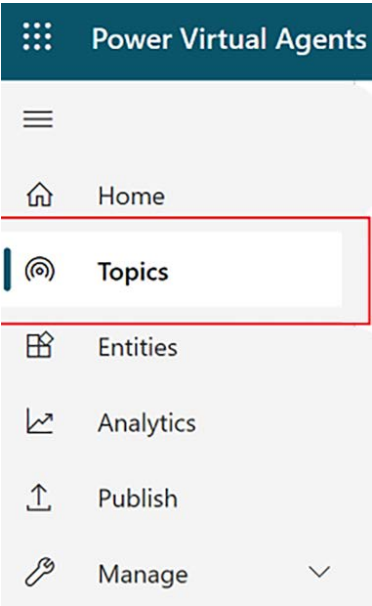 Power Virtual Agents
Home
Topics
Entities
Analytics
Publish
Manage